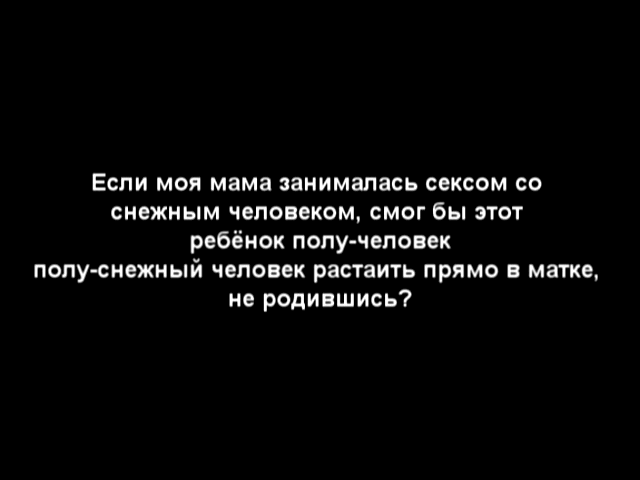 Если моя мама занималась сексом со
снежным человеком, смог бы этот
ребёнок полу-человек
полу-снежный человек растаить прямо в матке,
не родившись?